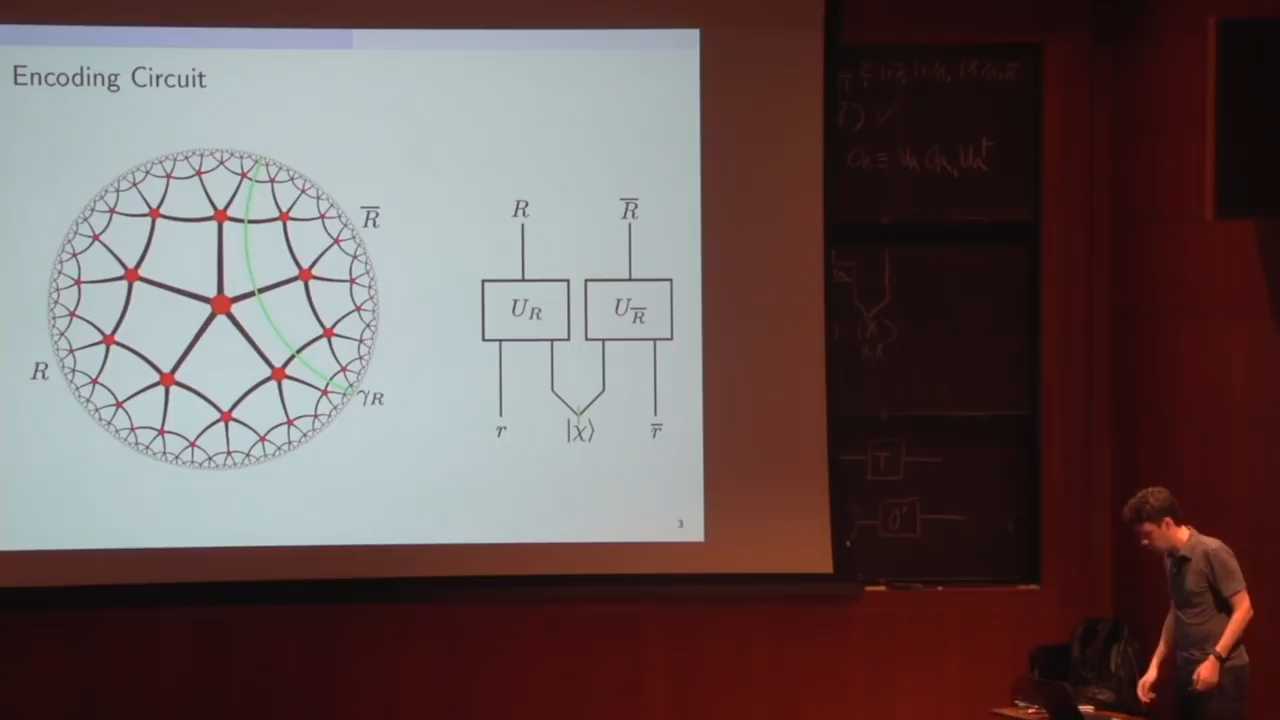 Encoding Circuit
R̅
R
γ_R
R
R̅
U_R
U_R̅
r
|χ⟩
r̅
3
T
O'